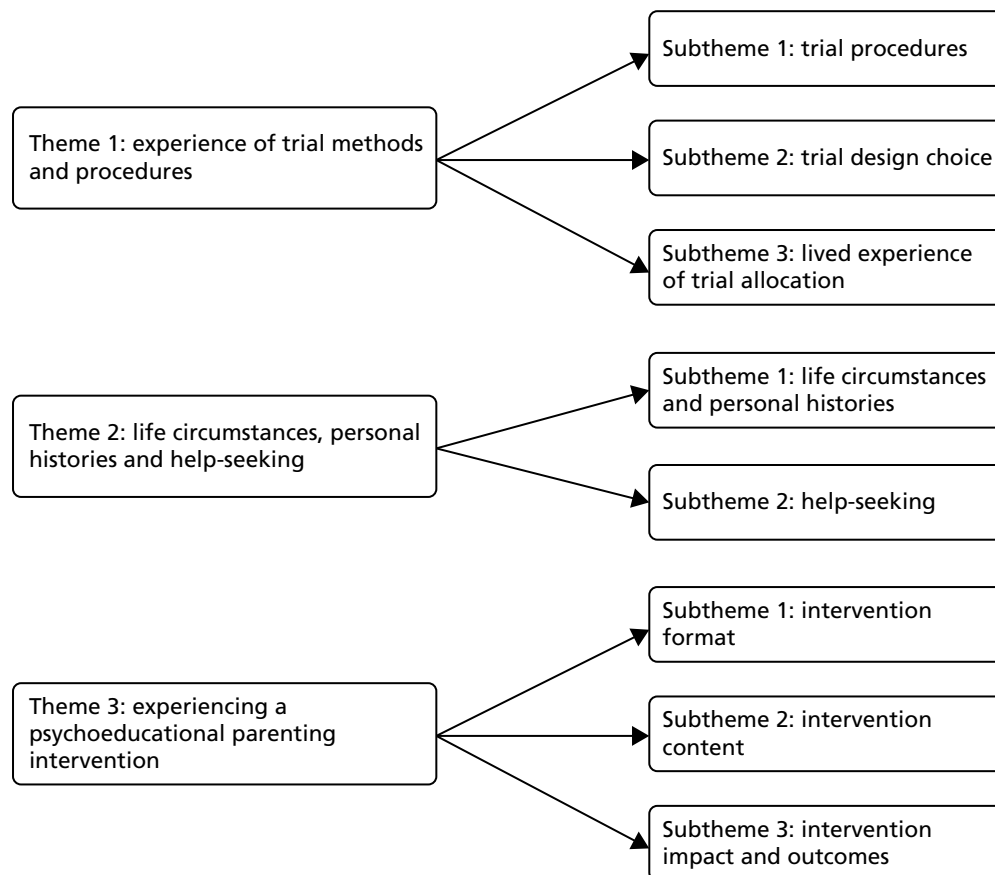 Theme 1: experience of trial methods
and procedures
Subtheme 1: trial procedures
Subtheme 2: trial design choice
Subtheme 3: lived experience
of trial allocation
Theme 2: life circumstances, personal
histories and help-seeking
Subtheme 1: life circumstances
and personal histories
Subtheme 2: help-seeking
Theme 3: experiencing a
psychoeducational parenting
intervention
Subtheme 1: intervention
format
Subtheme 2: intervention
content
Subtheme 3: intervention
impact and outcomes